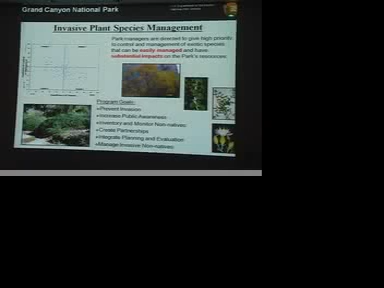 Grand Canyon National Park
Invasive Plant Species Management
Park managers are directed to give high priority
to control and management of exotic species
that can be easily managed and have
substantial impacts on the Park's resources
Program Goals:
•Prevent Invasion
•Increase Public Awareness
•Inventory and Monitor Non-natives
•Create Partnerships
•Integrate Planning and Evaluation
•Manage Invasive Non-natives